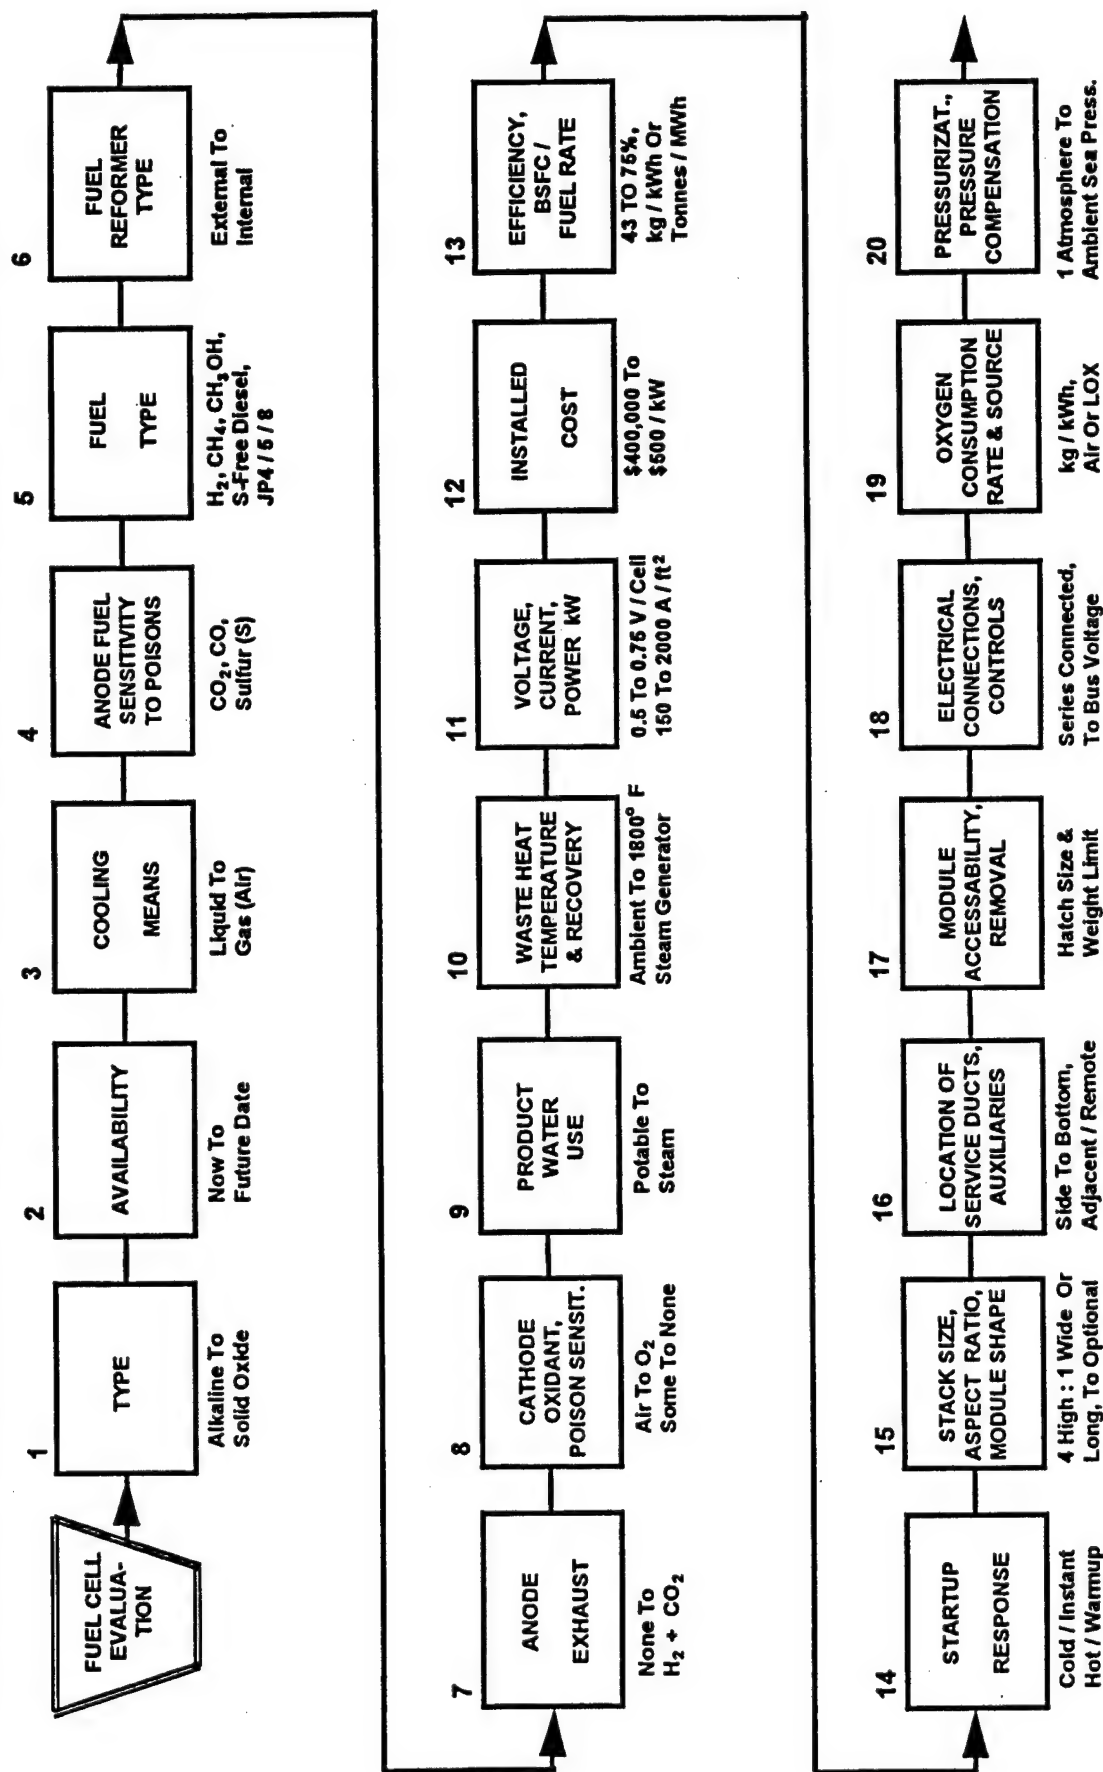 FUEL CELL
EVALUA-
TION
1
TYPE
Alkaline To
Solid Oxide
2
AVAILABILITY
Now To
Future Date
3
COOLING
MEANS
Liquid To
Gas (Air)
4
ANODE FUEL
SENSITIVITY
TO POISONS
CO₂, CO,
Sulfur (S)
5
FUEL
TYPE
H₂, CH₄, CH₃OH,
S-Free Diesel,
JP4 / 5 / 8
6
FUEL
REFORMER
TYPE
External To
Internal
7
ANODE
EXHAUST
None To
H₂ + CO₂
8
CATHODE
OXIDANT,
POISON SENSIT.
Air To O₂
Some To None
9
PRODUCT
WATER
USE
Potable To
Steam
10
WASTE HEAT
TEMPERATURE
& RECOVERY
Ambient To 1800° F
Steam Generator
11
VOLTAGE,
CURRENT,
POWER kW
0.5 To 0.75 V / Cell
150 To 2000 A / ft²
12
INSTALLED
COST
$400,000 To
$500 / kW
13
EFFICIENCY,
BSFC /
FUEL RATE
43 TO 75%,
kg / kWh Or
Tonnes / MWh
14
STARTUP
RESPONSE
Cold / Instant
Hot / Warmup
15
STACK SIZE,
ASPECT RATIO,
MODULE SHAPE
4 High : 1 Wide Or
Long, To Optional
16
LOCATION OF
SERVICE DUCTS,
AUXILIARIES
Side To Bottom,
Adjacent / Remote
17
MODULE
ACCESSABILITY,
REMOVAL
Hatch Size &
Weight Limit
18
ELECTRICAL
CONNECTIONS,
CONTROLS
Series Connected,
To Bus Voltage
19
OXYGEN
CONSUMPTION
RATE & SOURCE
kg / kWh,
Air Or LOX
20
PRESSURIZAT.,
PRESSURE
COMPENSATION
1 Atmosphere To
Ambient Sea Press.